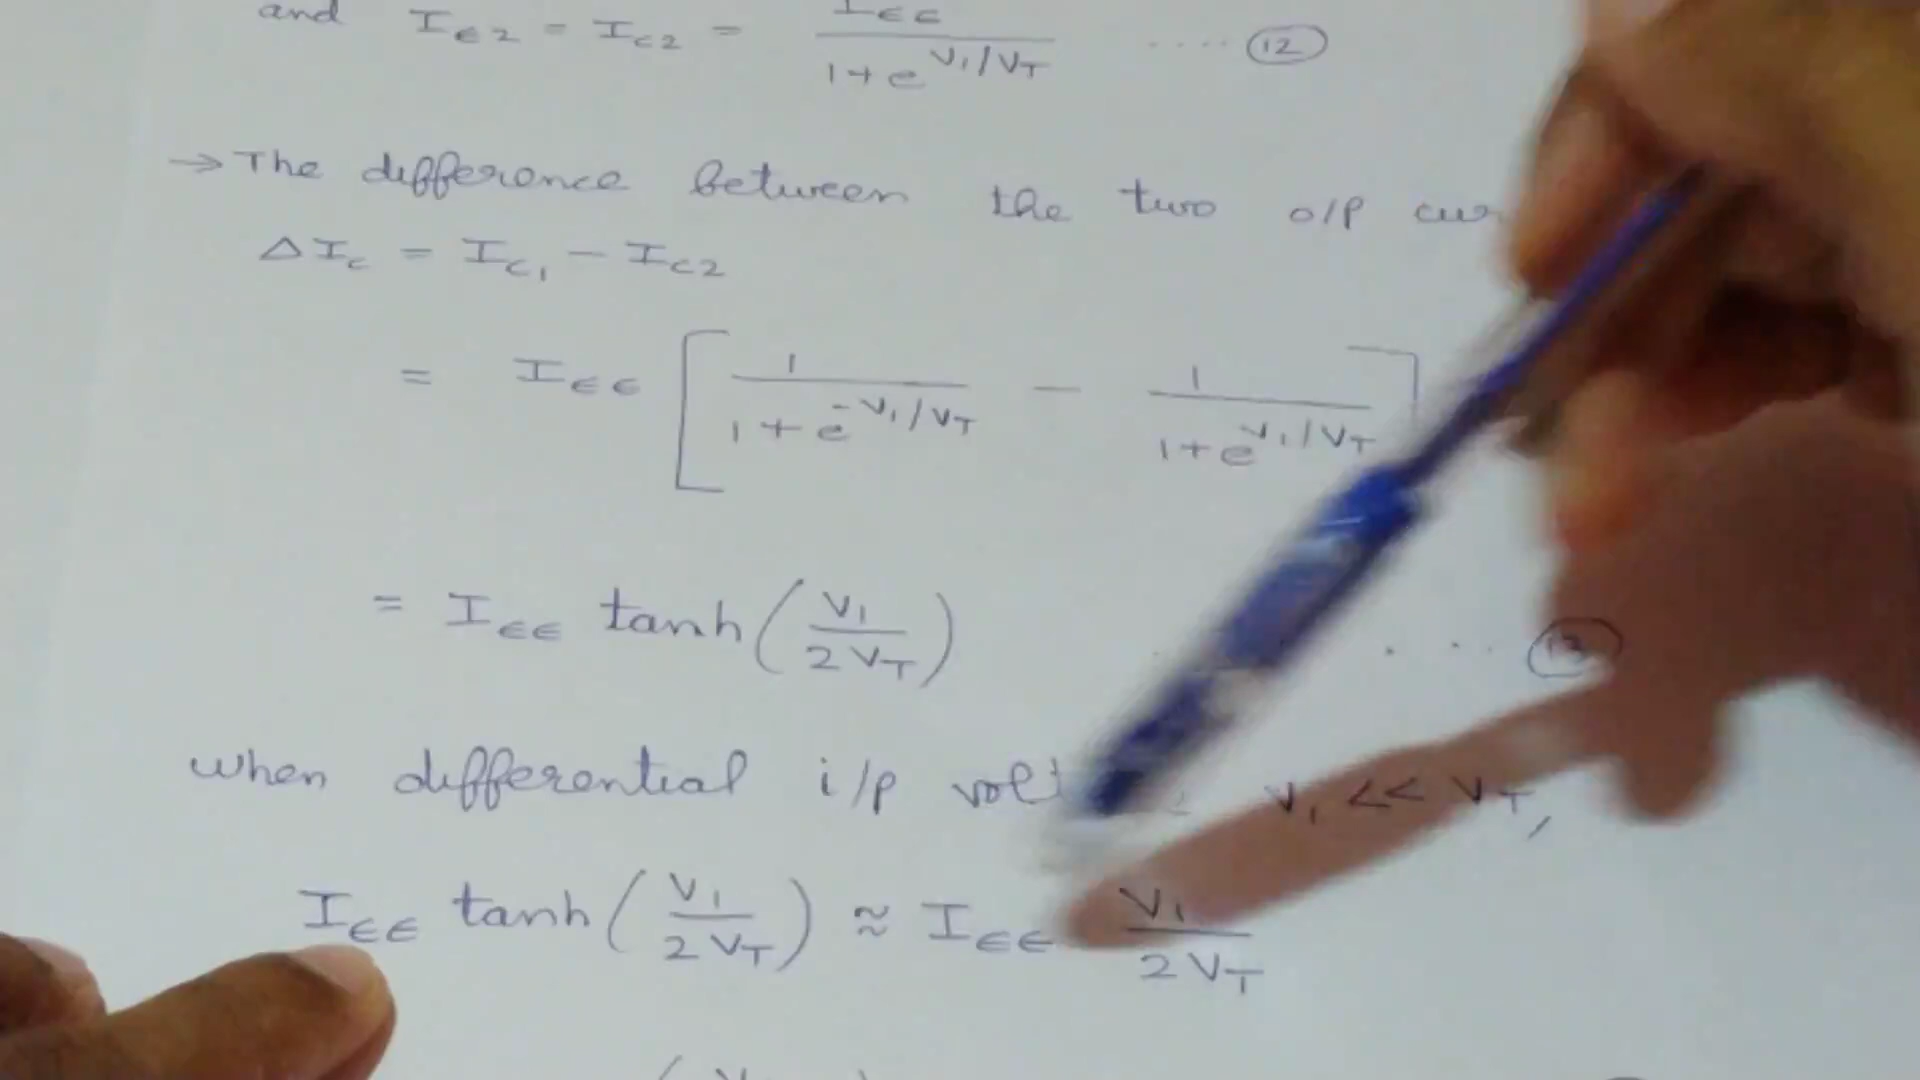 and I_E2 = I_C2 = I_EE / (1 + e^(V1/VT)) ..... (12)
→ The difference between the two o/p
ΔI_C = I_C1 - I_C2
= I_EE [ 1 / (1 + e^(-V1/VT)) - 1 / (1 + e^(V1/VT)) ]
= I_EE tanh ( V1 / 2VT ) . . . . (13)
when differential i/p V1 << VT,
I_EE tanh ( V1 / 2VT ) ≈ I_EE V1 / 2VT